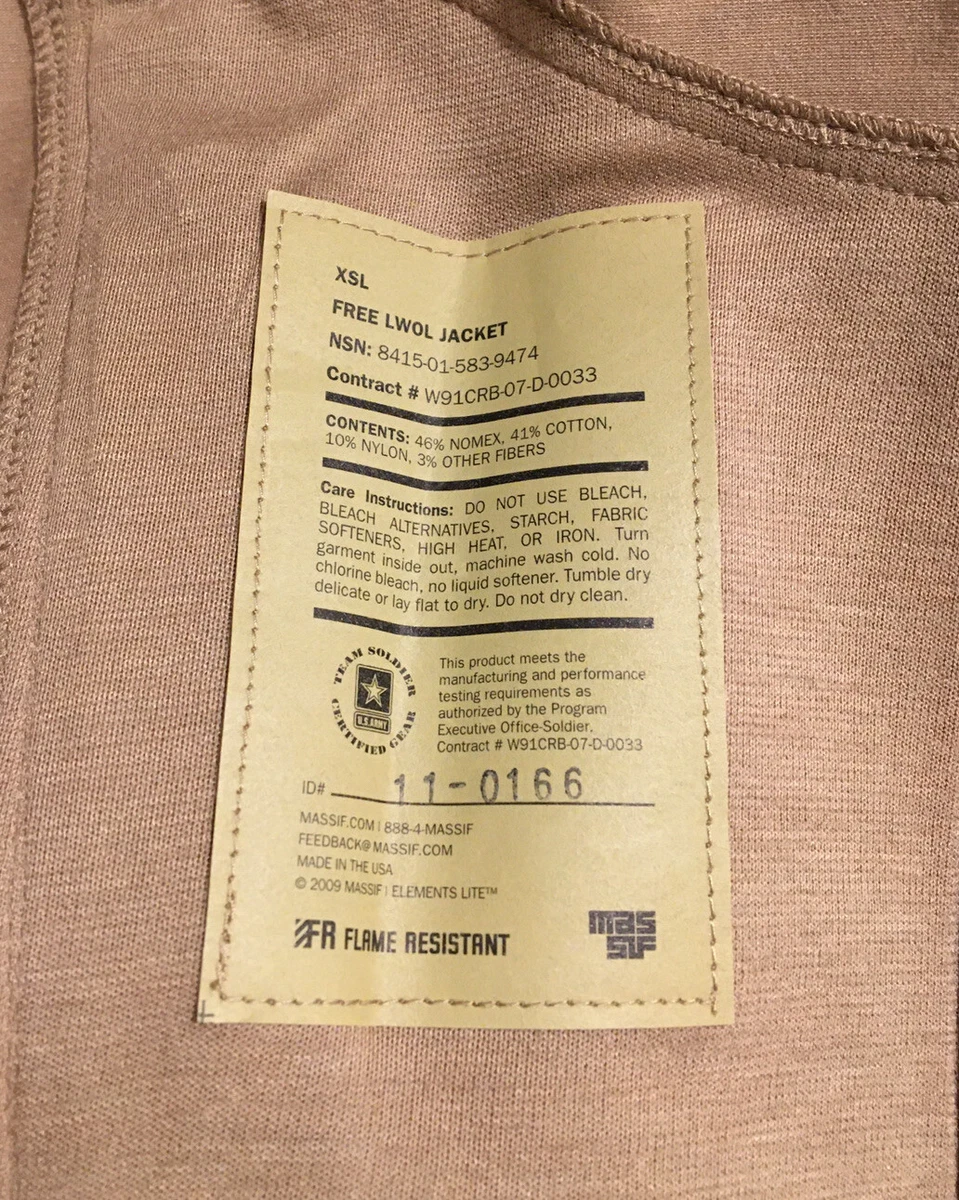 XSL
FREE LWOL JACKET
NSN: 8415-01-583-9474
Contract # W91CRB-07-D-0033
CONTENTS: 46% NOMEX, 41% COTTON,
10% NYLON, 3% OTHER FIBERS
Care Instructions: DO NOT USE BLEACH,
BLEACH ALTERNATIVES, STARCH, FABRIC
SOFTENERS, HIGH HEAT, OR IRON. Turn
garment inside out, machine wash cold. No
chlorine bleach, no liquid softener. Tumble dry
delicate or lay flat to dry. Do not dry clean.
TEAM SOLDIER
U.S.ARMY
CERTIFIED GEAR
This product meets the
manufacturing and performance
testing requirements as
authorized by the Program
Executive Office-Soldier.
Contract # W91CRB-07-D-0033
ID# 11-0166
MASSIF.COM | 888-4-MASSIF
FEEDBACK@MASSIF.COM
MADE IN THE USA
© 2009 MASSIF | ELEMENTS LITE™
FR FLAME RESISTANT
MASSIF